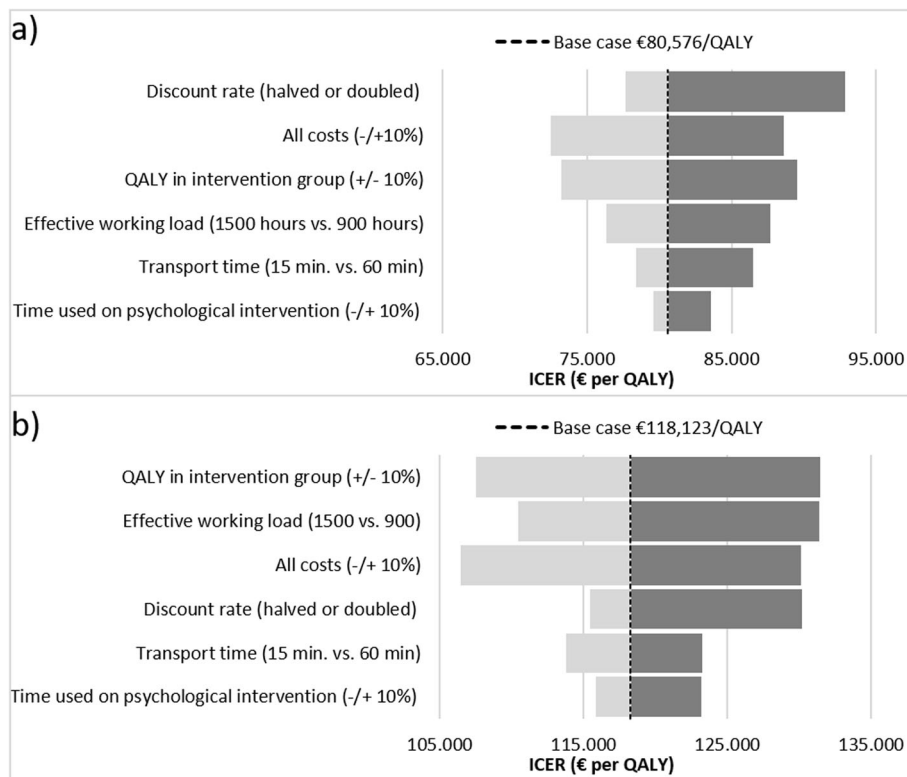 a)
Base case €80,576/QALY
Discount rate (halved or doubled)
All costs (-/+10%)
QALY in intervention group (+/- 10%)
Effective working load (1500 hours vs. 900 hours)
Transport time (15 min. vs. 60 min)
Time used on psychological intervention (-/+ 10%)
65.000 75.000 85.000 95.000
ICER (€ per QALY)
b)
Base case €118,123/QALY
QALY in intervention group (+/- 10%)
Effective working load (1500 vs. 900)
All costs (-/+ 10%)
Discount rate (halved or doubled)
Transport time (15 min. vs. 60 min)
Time used on psychological intervention (-/+ 10%)
105.000 115.000 125.000 135.000
ICER (€ per QALY)